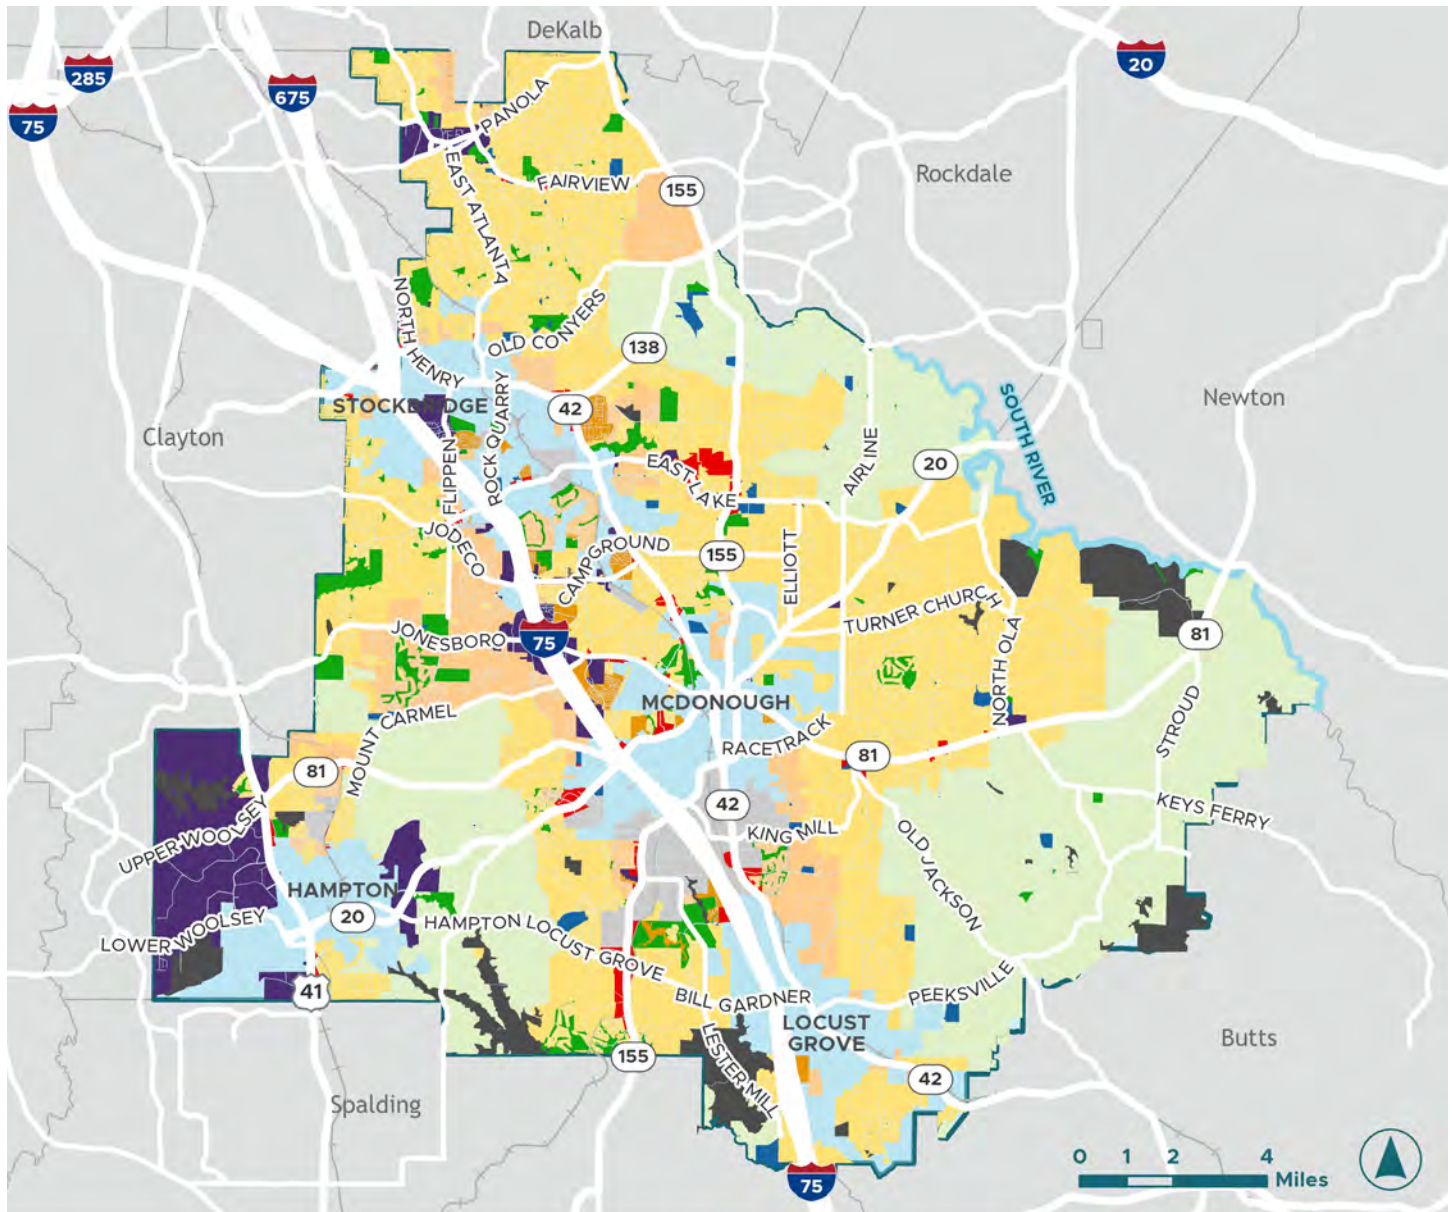 DeKalb
285
675
20
75
PANOLA
Rockdale
EAST ATLANTA
FAIRVIEW
155
NORTH HENRY
OLD CONYERS
138
ROCK QUARRY
STOCKBRIDGE
42
Newton
SOUTH RIVER
Clayton
FLIPPEN
EAST LAKE
AIRLINE
20
JODECO
CAMPGROUND
155
ELLIOTT
TURNER CHURCH
JONESBORO
75
81
NORTH OLA
MCDONOUGH
STROUD
MOUNT CARMEL
RACETRACK
81
81
42
KEYS FERRY
UPPER WOOLSEY
KING MILL
OLD JACKSON
HAMPTON
20
LOWER WOOLSEY
HAMPTON LOCUST GROVE
41
BILL GARDNER
PEEKSVILLE
LOCUST
GROVE
155
LESTER MILL
42
Butts
Spalding
75
0 1 2 4
Miles